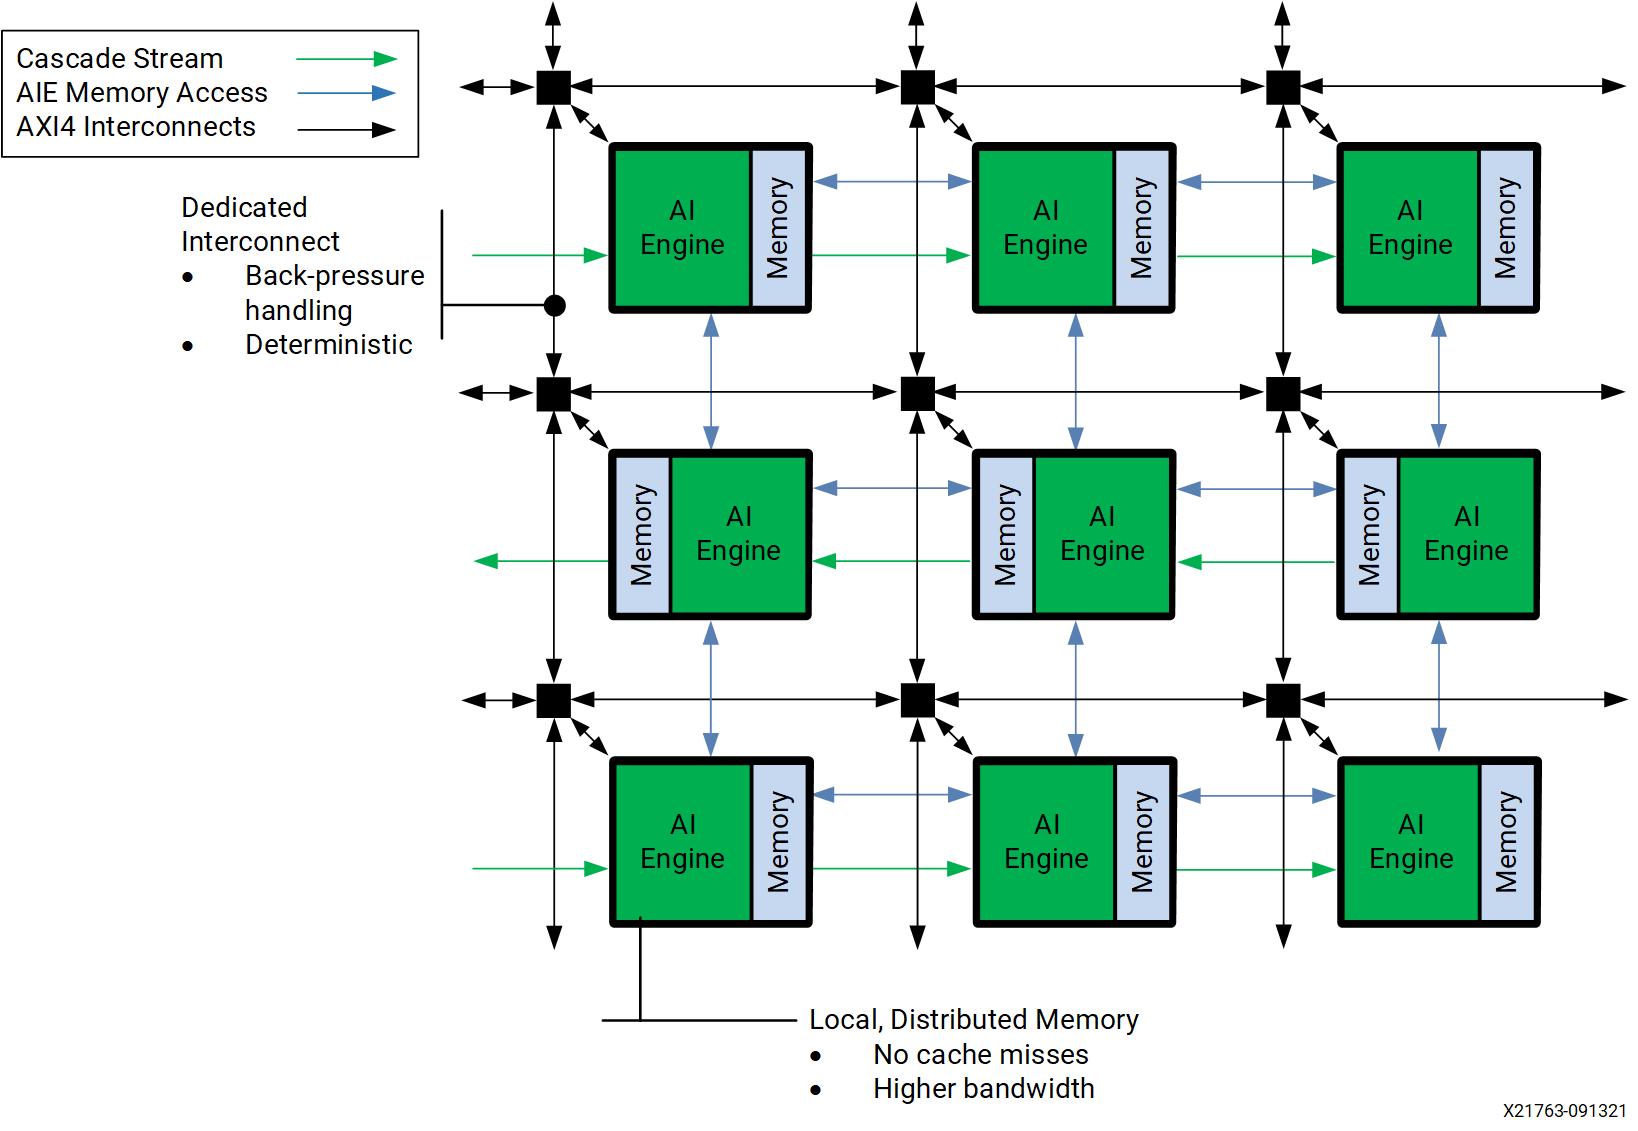 Cascade Stream
AIE Memory Access
AXI4 Interconnects
Dedicated
Interconnect
• Back-pressure
handling
• Deterministic
AI
Engine
Memory
AI
Engine
Memory
AI
Engine
Memory
Memory
AI
Engine
Memory
AI
Engine
Memory
AI
Engine
AI
Engine
Memory
AI
Engine
Memory
AI
Engine
Memory
Local, Distributed Memory
• No cache misses
• Higher bandwidth
X21763-091321